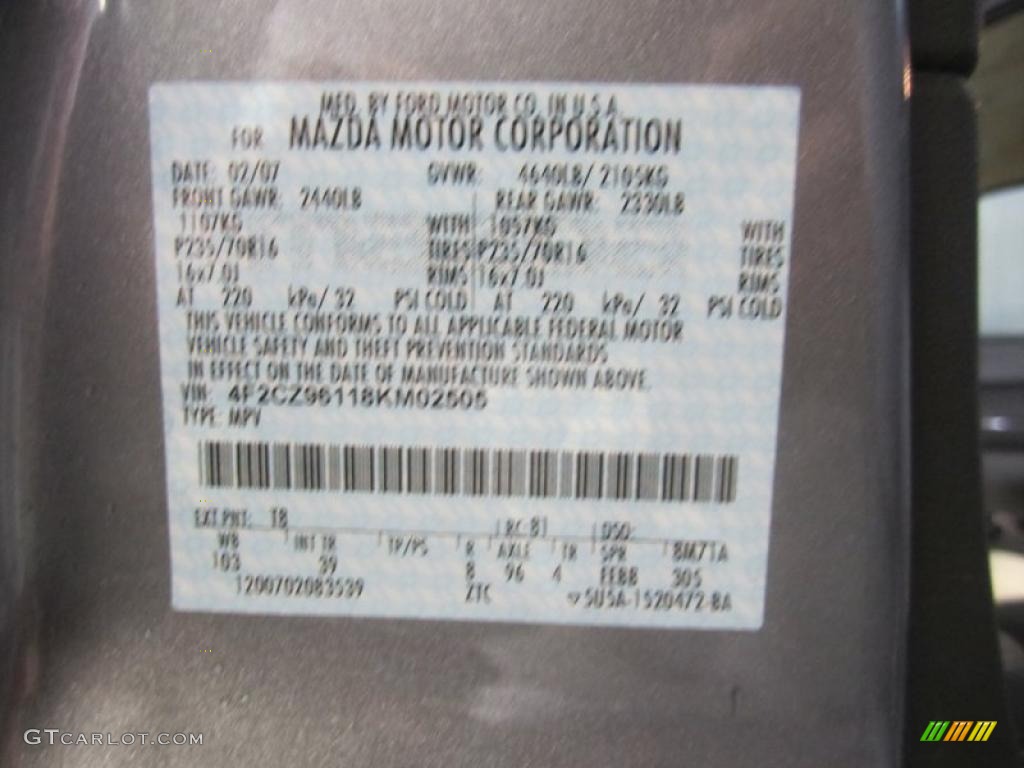 MFD. BY FORD MOTOR CO. IN U.S.A.
FOR MAZDA MOTOR CORPORATION
DATE: 02/07 GVWR: 4640LB/ 2105KG
FRONT GAWR: 2440LB REAR GAWR: 2330LB
1107KG WITH 1057KG WITH
P235/70R16 TIRES P235/70R16 TIRES
16x7.0J RIMS 16x7.0J RIMS
AT 220 kPa/ 32 PSI COLD AT 220 kPa/ 32 PSI COLD
THIS VEHICLE CONFORMS TO ALL APPLICABLE FEDERAL MOTOR
VEHICLE SAFETY AND THEFT PREVENTION STANDARDS
IN EFFECT ON THE DATE OF MANUFACTURE SHOWN ABOVE.
VIN: 4F2CZ96118KM02505
TYPE: MPV
EXT PNT: T8 RC: 81 DSO:
WB INT TR TP/PS R AXLE TR SPR 8M71A
103 39 8 96 4 FFBB 305
1200702083539 ZTC 5U5A-1520472-BA
GTCARLOT.COM